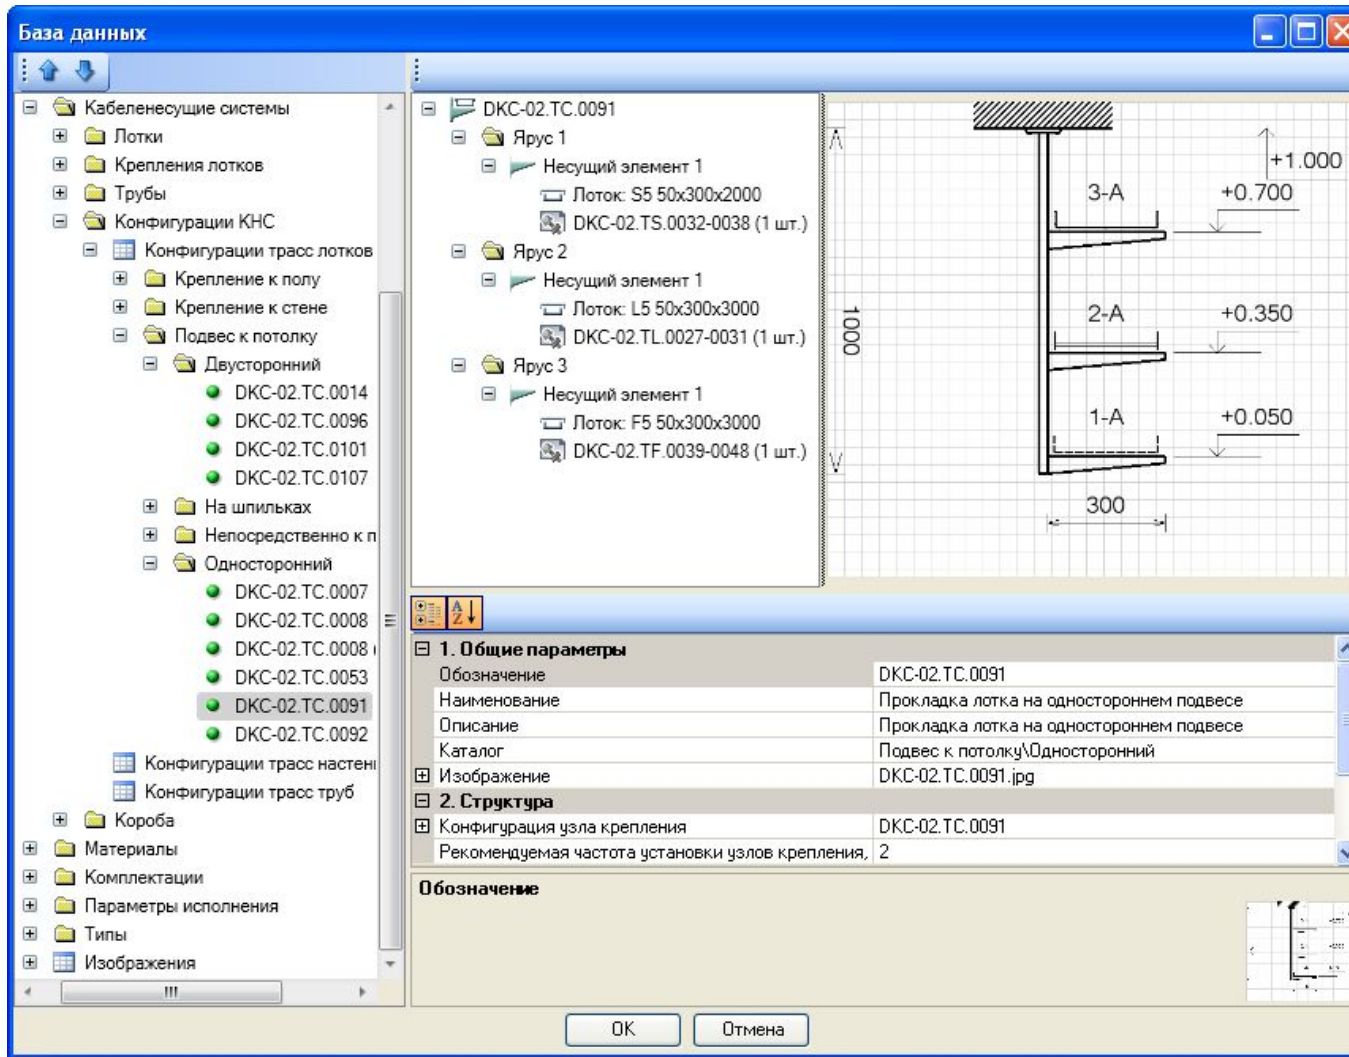 База данных
Кабеленесущие системы
Лотки
Крепления лотков
Трубы
Конфигурации КНС
Конфигурации трасс лотков
Крепление к полу
Крепление к стене
Подвес к потолку
Двусторонний
DKC-02.TC.0014
DKC-02.TC.0096
DKC-02.TC.0101
DKC-02.TC.0107
На шпильках
Непосредственно к п
Односторонний
DKC-02.TC.0007
DKC-02.TC.0008
DKC-02.TC.0008 (
DKC-02.TC.0053
DKC-02.TC.0091
DKC-02.TC.0092
Конфигурации трасс настен
Конфигурации трасс труб
Короба
Материалы
Комплектации
Параметры исполнения
Типы
Изображения
DKC-02.TC.0091
Ярус 1
Несущий элемент 1
Лоток: S5 50x300x2000
DKC-02.TS.0032-0038 (1 шт.)
Ярус 2
Несущий элемент 1
Лоток: L5 50x300x3000
DKC-02.TL.0027-0031 (1 шт.)
Ярус 3
Несущий элемент 1
Лоток: F5 50x300x3000
DKC-02.TF.0039-0048 (1 шт.)
+1.000
3-A +0.700
2-A +0.350
1000
1-A +0.050
300
1. Общие параметры
Обозначение DKC-02.TC.0091
Наименование Прокладка лотка на одностороннем подвесе
Описание Прокладка лотка на одностороннем подвесе
Каталог Подвес к потолку\Односторонний
Изображение DKC-02.TC.0091.jpg
2. Структура
Конфигурация узла крепления DKC-02.TC.0091
Рекомендуемая частота установки узлов крепления, 2
Обозначение
OK Отмена